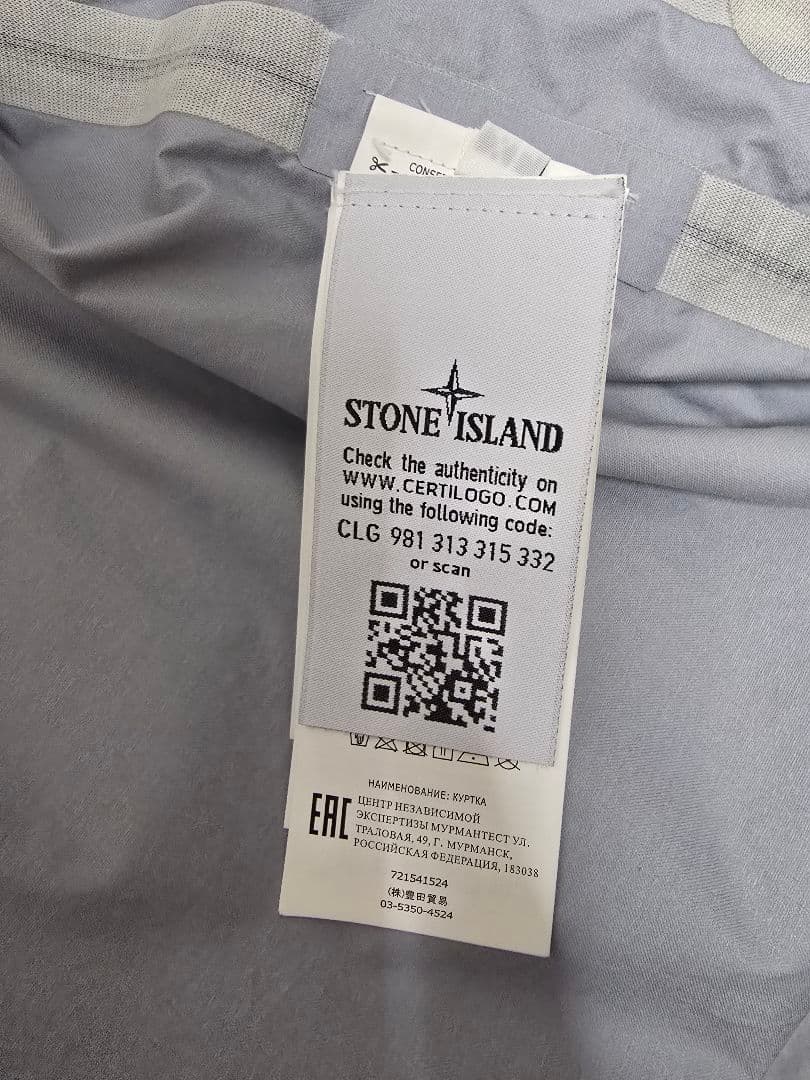 STONE ISLAND
Check the authenticity on
WWW.CERTILOGO.COM
using the following code:
CLG 981 313 315 332
or scan
НАИМЕНОВАНИЕ: КУРТКА
EAC
ЦЕНТР НЕЗАВИСИМОЙ
ЭКСПЕРТИЗЫ МУРМАНТЕСТ УЛ.
ТРАЛОВАЯ, 49, Г. МУРМАНСК,
РОССИЙСКАЯ ФЕДЕРАЦИЯ, 183038
721541524
(株)豊田貿易
03-5350-4524